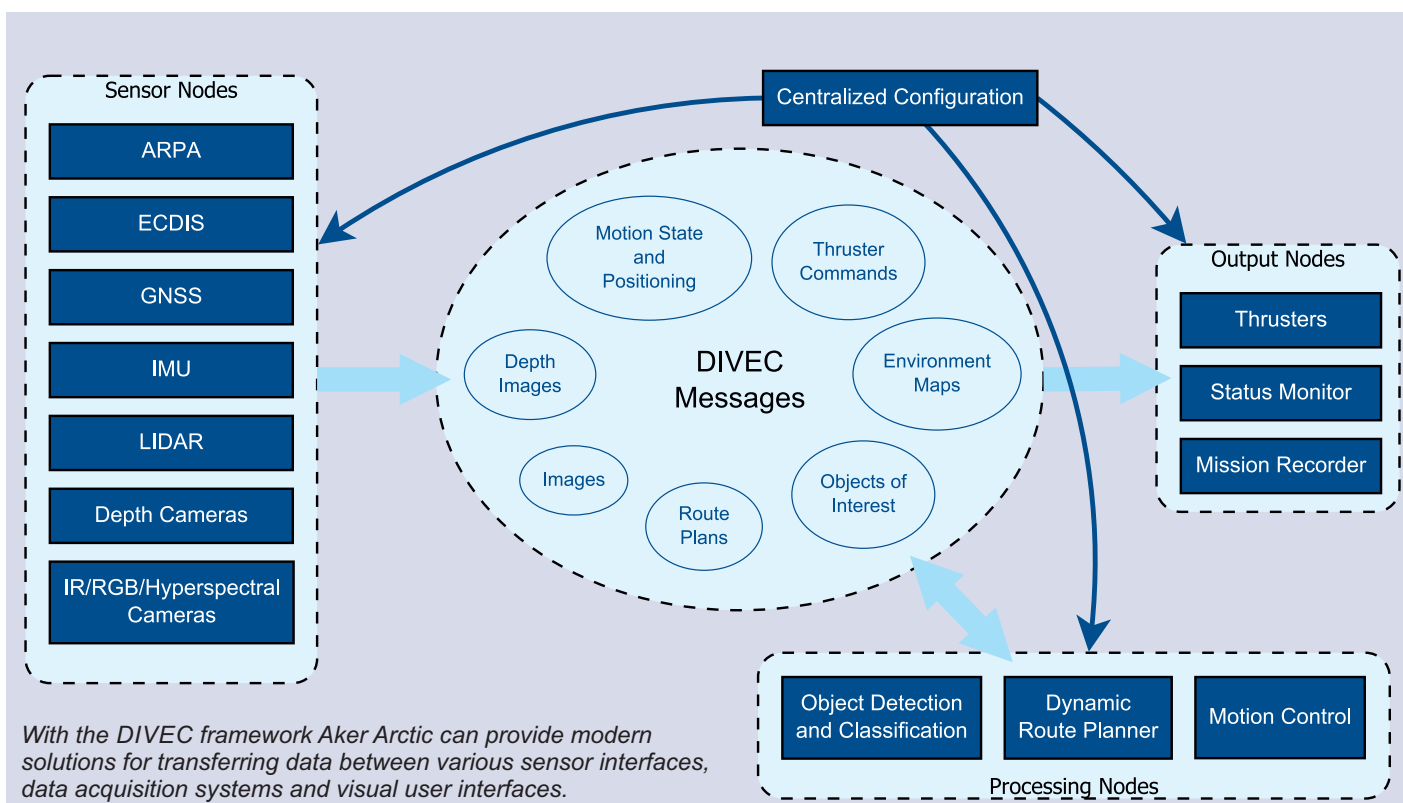 Sensor Nodes
ARPA
ECDIS
GNSS
IMU
LIDAR
Depth Cameras
IR/RGB/Hyperspectral
Cameras
Centralized Configuration
Motion State
and
Positioning
Thruster
Commands
Depth
Images
DIVEC
Messages
Environment
Maps
Images
Route
Plans
Objects of
Interest
Output Nodes
Thrusters
Status Monitor
Mission Recorder
Object Detection
and Classification
Dynamic
Route Planner
Motion Control
Processing Nodes
With the DIVEC framework Aker Arctic can provide modern
solutions for transferring data between various sensor interfaces,
data acquisition systems and visual user interfaces.